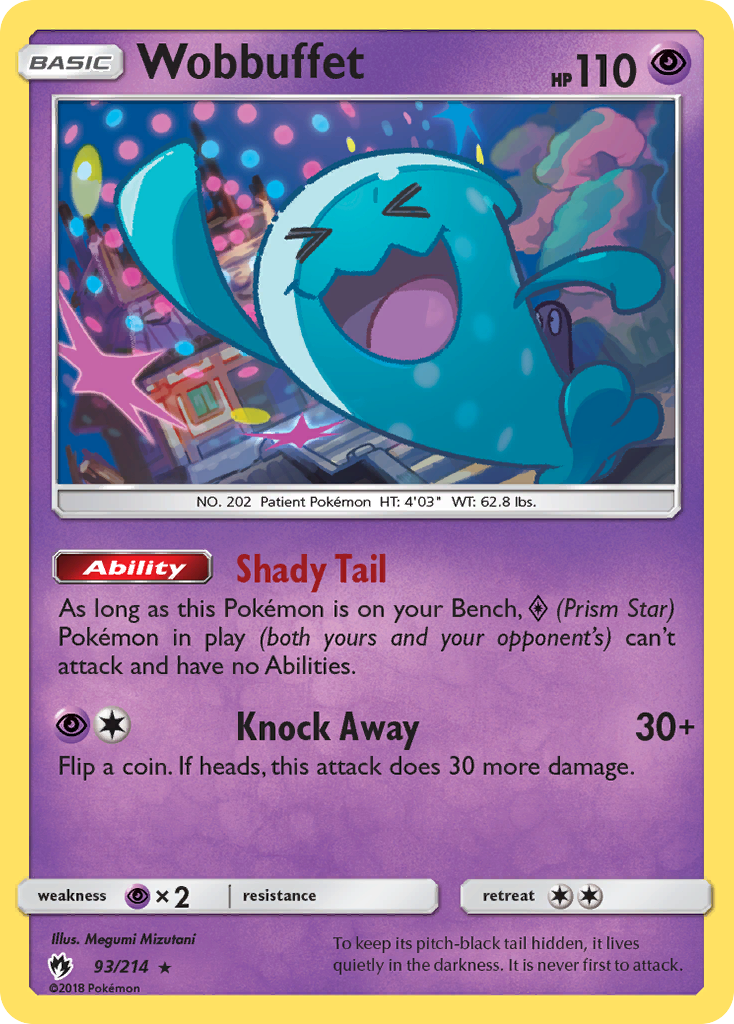 BASIC Wobbuffet HP 110
NO. 202 Patient Pokémon HT: 4'03" WT: 62.8 lbs.
Ability Shady Tail
As long as this Pokémon is on your Bench, ♢ (Prism Star)
Pokémon in play (both yours and your opponent's) can't
attack and have no Abilities.
Knock Away 30+
Flip a coin. If heads, this attack does 30 more damage.
weakness ×2 resistance retreat
Illus. Megumi Mizutani
93/214 ★
©2018 Pokémon
To keep its pitch-black tail hidden, it lives
quietly in the darkness. It is never first to attack.